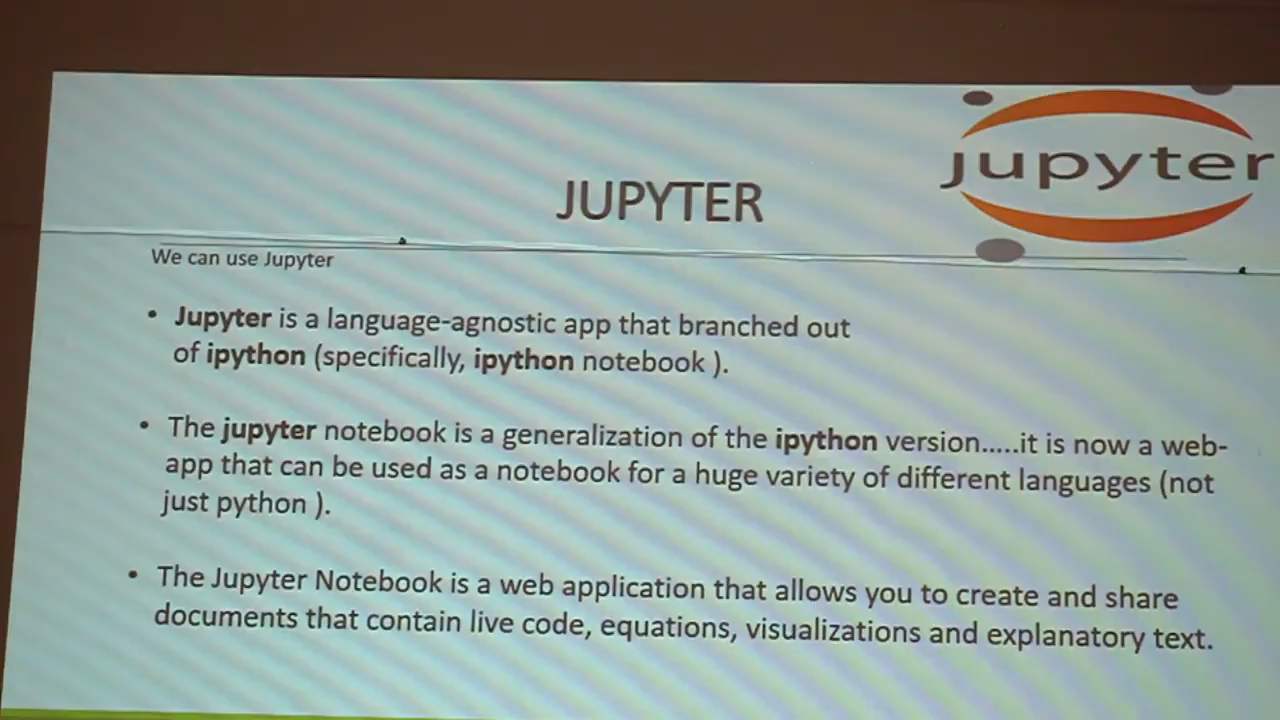 jupyter
JUPYTER
We can use Jupyter
• Jupyter is a language-agnostic app that branched out
of ipython (specifically, ipython notebook ).
• The jupyter notebook is a generalization of the ipython version.....it is now a web-
app that can be used as a notebook for a huge variety of different languages (not
just python ).
• The Jupyter Notebook is a web application that allows you to create and share
documents that contain live code, equations, visualizations and explanatory text.